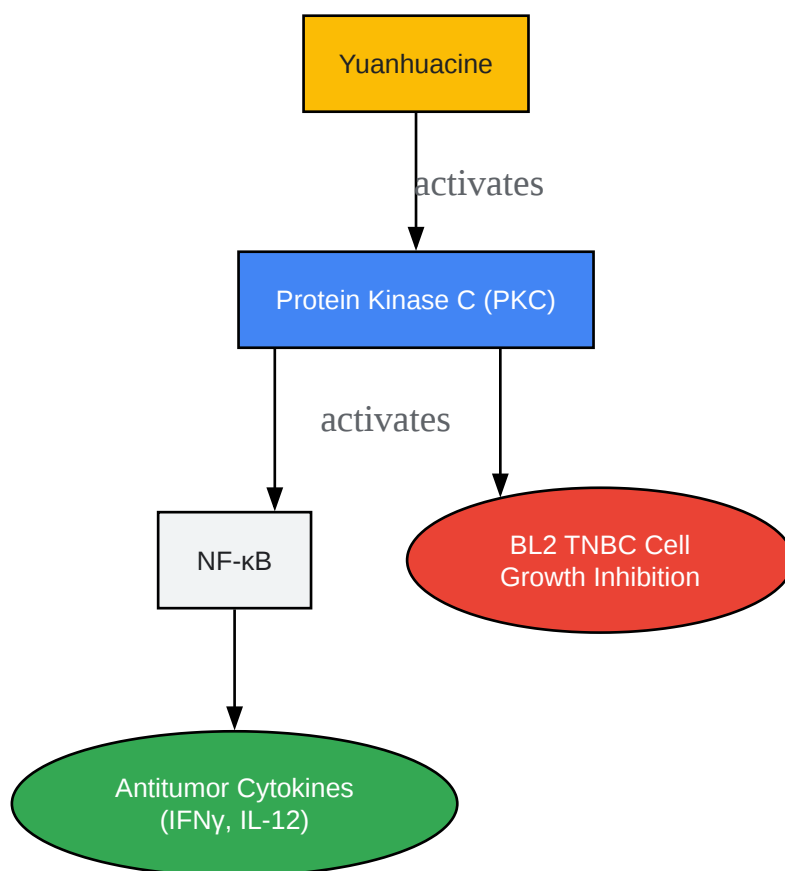 Yuanhuacine
activates
Protein Kinase C (PKC)
activates
NF-κB
BL2 TNBC Cell
Growth Inhibition
Antitumor Cytokines
(IFNγ, IL-12)